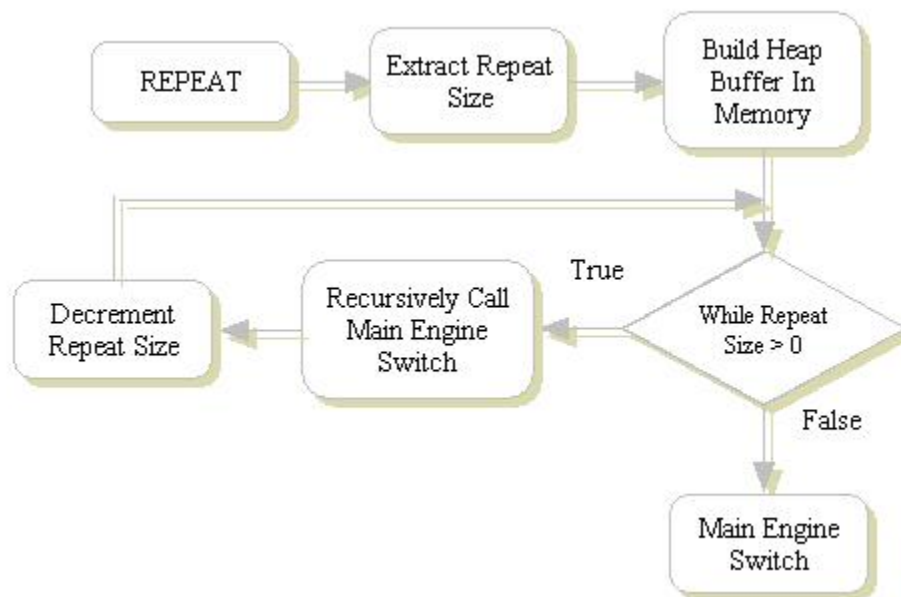 REPEAT
Extract Repeat
Size
Build Heap
Buffer In
Memory
True
While Repeat
Size > 0
Recursively Call
Main Engine
Switch
Decrement
Repeat Size
False
Main Engine
Switch